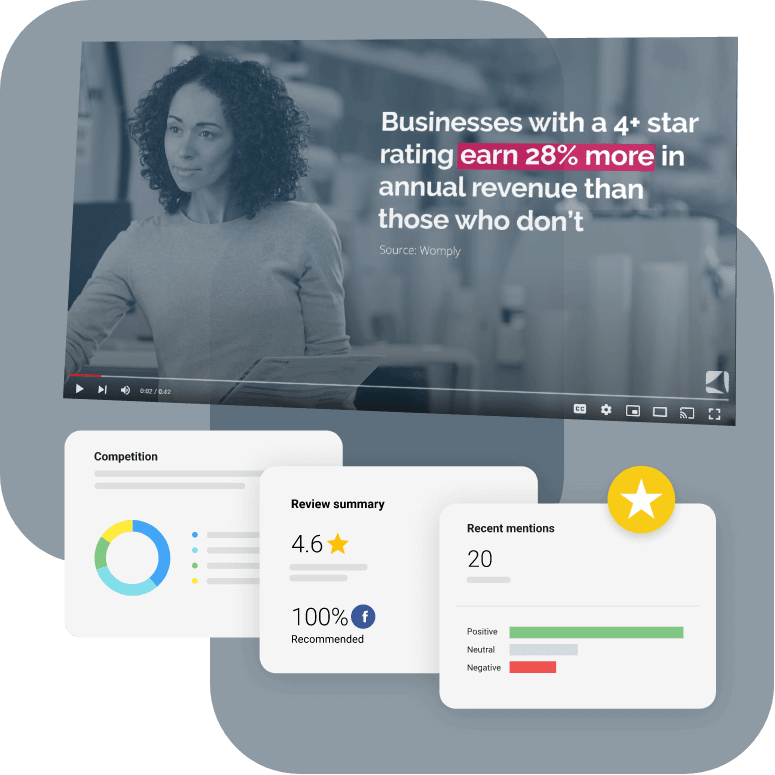 Businesses with a 4+ star
rating earn 28% more in
annual revenue than
those who don't
Source: Womply
0:02 / 0:42
CC
Competition
Review summary
4.6
100% f
Recommended
Recent mentions
20
Positive
Neutral
Negative